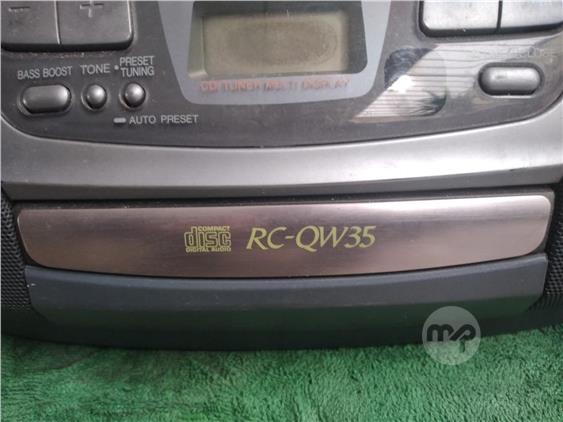 BASS BOOST
TONE
PRESET
TUNING
AUTO PRESET
CD/TUNER MULTI DISPLAY
COMPACT
disc
DIGITAL AUDIO
RC-QW35